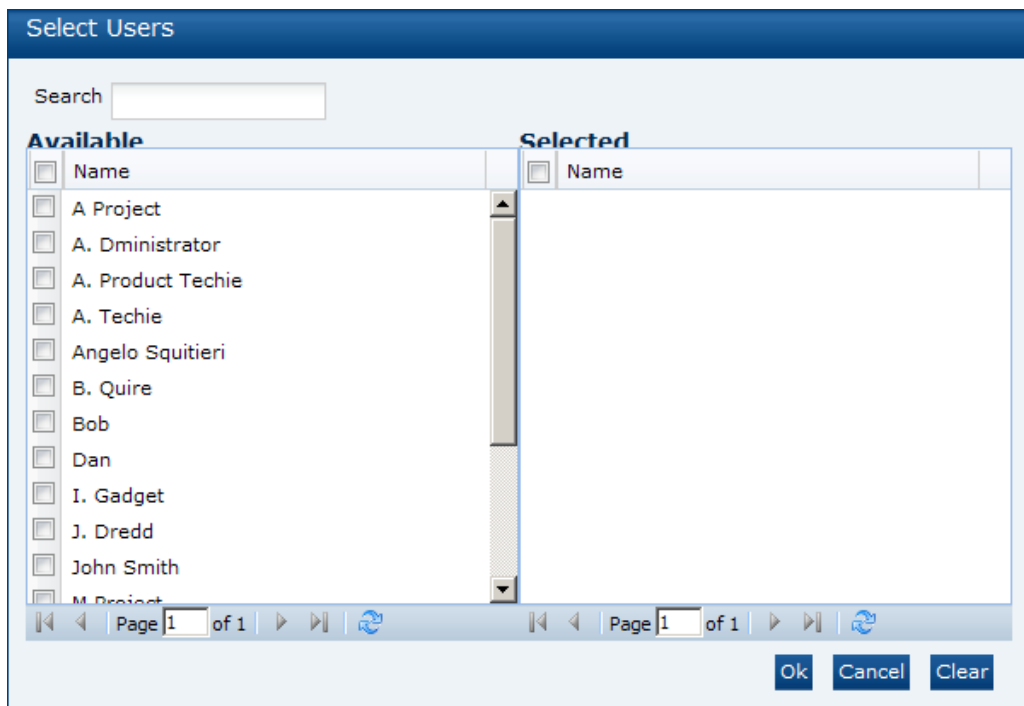 Select Users
Search
Available Selected
Name Name
A Project
A. Dministrator
A. Product Techie
A. Techie
Angelo Squitieri
B. Quire
Bob
Dan
I. Gadget
J. Dredd
John Smith
M Project
Page 1 of 1 Page 1 of 1
Ok Cancel Clear